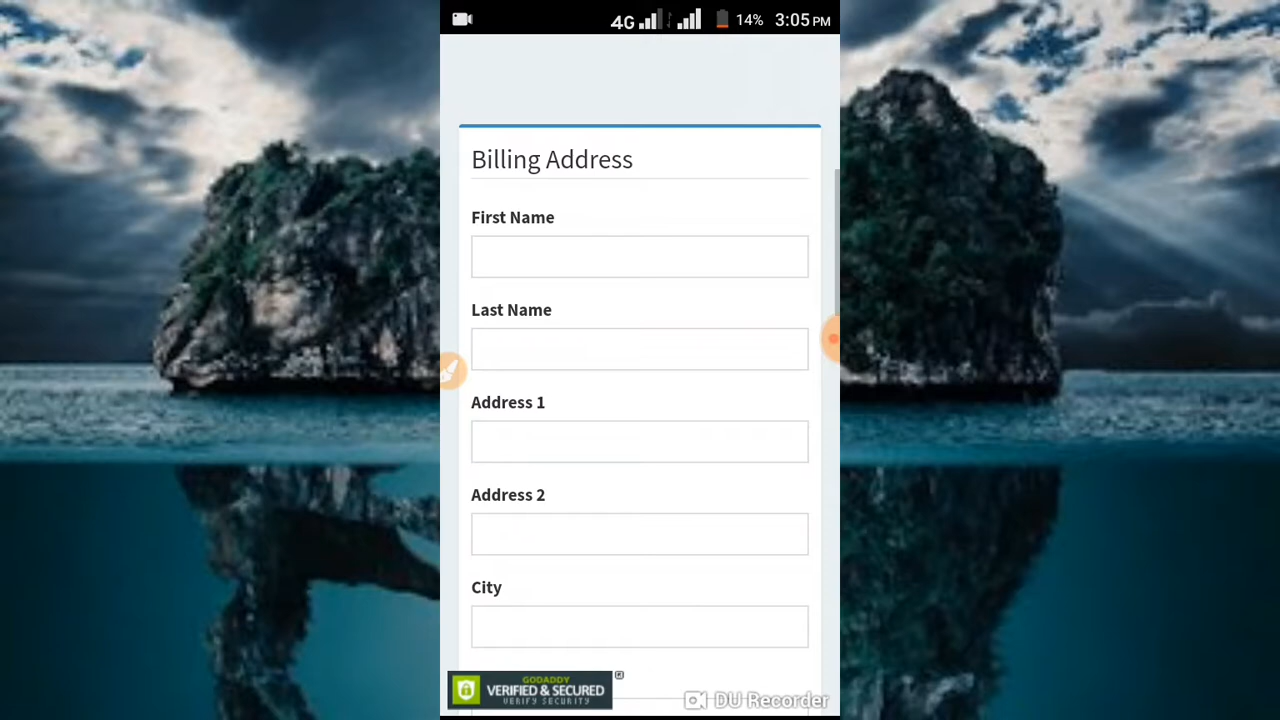 4G 14% 3:05 PM
Billing Address
First Name
Last Name
Address 1
Address 2
City
GODADDY
VERIFIED & SECURED
VERIFY SECURITY
DU Recorder